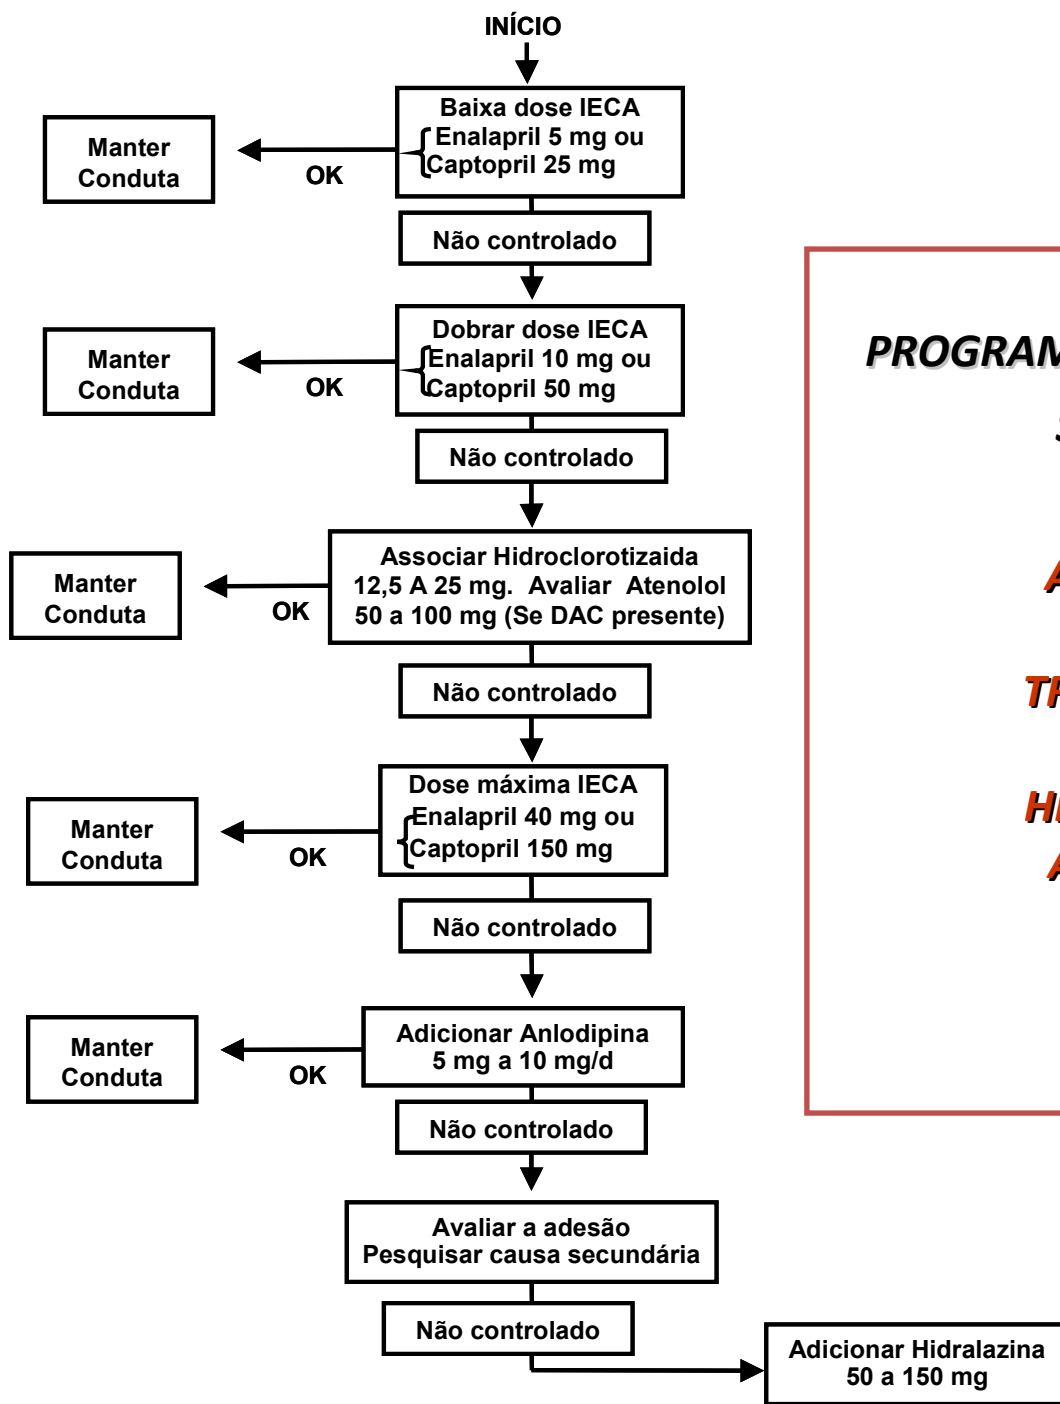 INÍCIO
Baixa dose IECA
Enalapril 5 mg ou
Captopril 25 mg
Manter
Conduta
OK
Não controlado
Dobrar dose IECA
Enalapril 10 mg ou
Captopril 50 mg
Manter
Conduta
OK
Não controlado
Associar Hidroclorotizaida
12,5 A 25 mg. Avaliar Atenolol
50 a 100 mg (Se DAC presente)
Manter
Conduta
OK
Não controlado
Dose máxima IECA
Enalapril 40 mg ou
Captopril 150 mg
Manter
Conduta
OK
Não controlado
Adicionar Anlodipina
5 mg a 10 mg/d
Manter
Conduta
OK
Não controlado
Avaliar a adesão
Pesquisar causa secundária
Não controlado
Adicionar Hidralazina
50 a 150 mg
PROGRAM